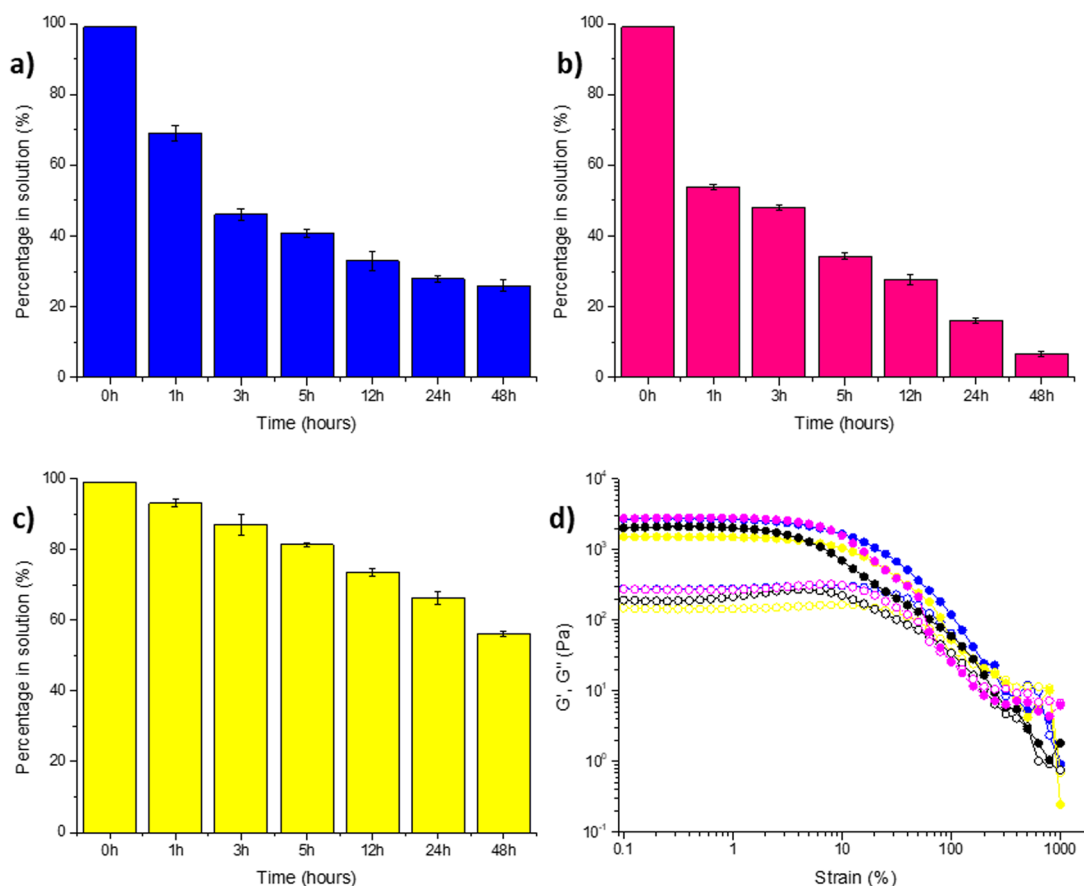 a)
Percentage in solution (%)
100
80
60
40
20
0
0h 1h 3h 5h 12h 24h 48h
Time (hours)
b)
Percentage in solution (%)
100
80
60
40
20
0
0h 1h 3h 5h 12h 24h 48h
Time (hours)
c)
Percentage in solution (%)
100
80
60
40
20
0
0h 1h 3h 5h 12h 24h 48h
Time (hours)
d)
G', G'' (Pa)
10⁴
10³
10²
10¹
10⁰
10⁻¹
0.1 1 10 100 1000
Strain (%)